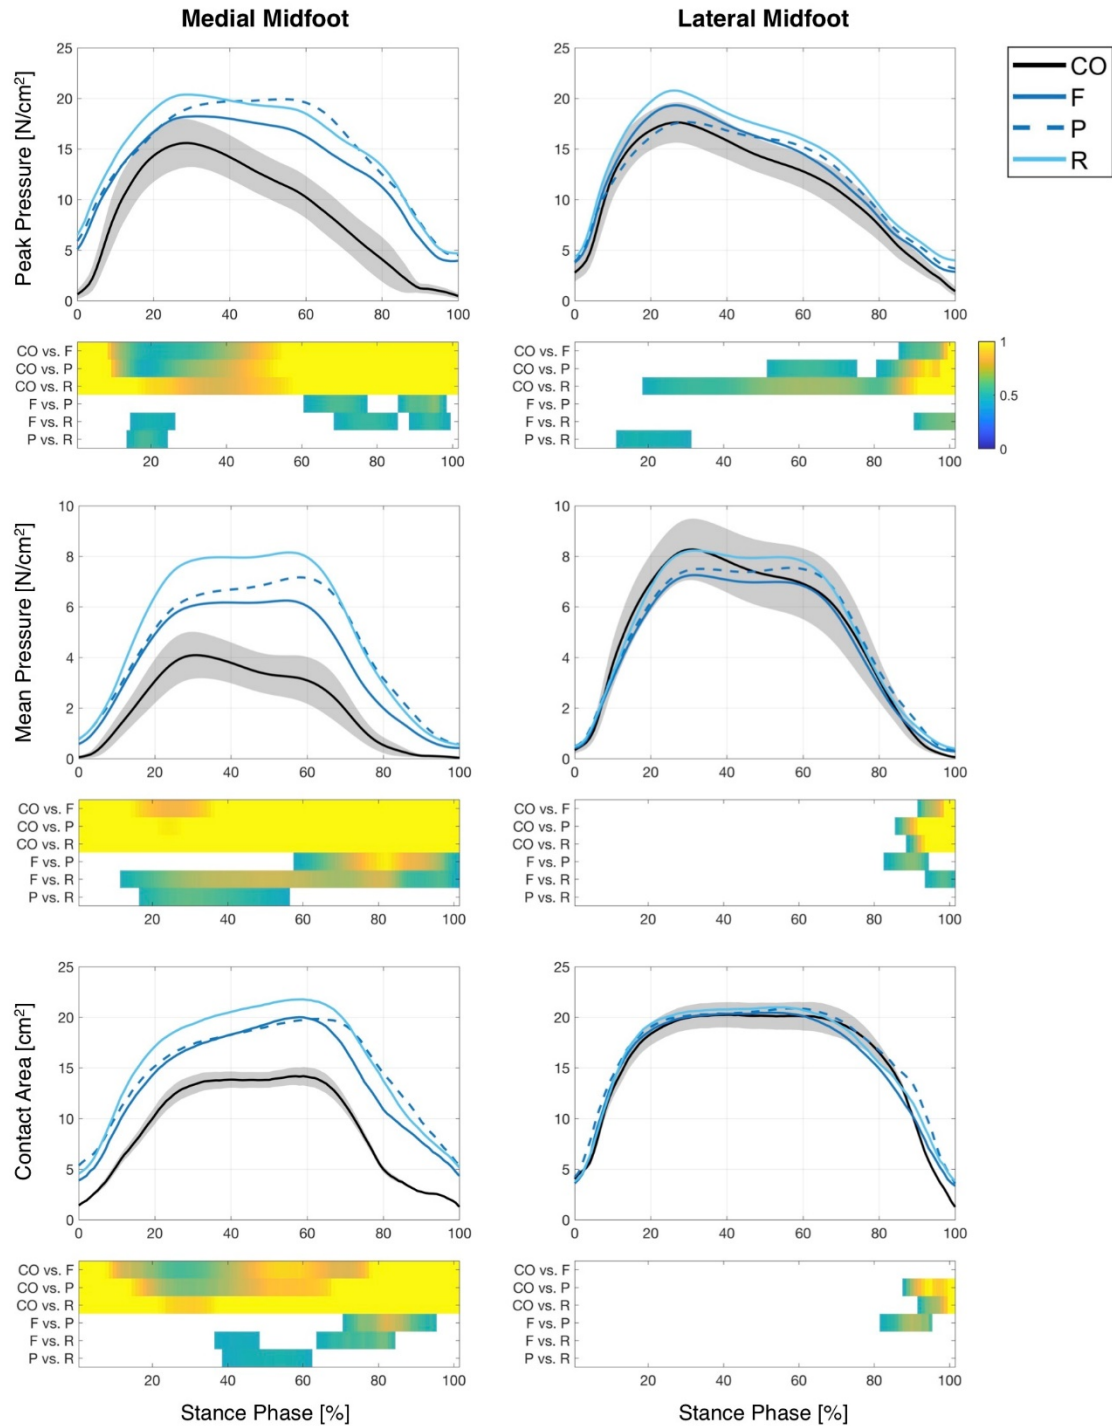 Medial Midfoot
Lateral Midfoot
CO
F
P
R
Peak Pressure [N/cm²]
25
20
15
10
5
0
0 20 40 60 80 100
25
20
15
10
5
0
0 20 40 60 80 100
CO vs. F
CO vs. P
CO vs. R
F vs. P
F vs. R
P vs. R
20 40 60 80 100
CO vs. F
CO vs. P
CO vs. R
F vs. P
F vs. R
P vs. R
20 40 60 80 100
1
0.5
0
Mean Pressure [N/cm²]
10
8
6
4
2
0
0 20 40 60 80 100
10
8
6
4
2
0
0 20 40 60 80 100
CO vs. F
CO vs. P
CO vs. R
F vs. P
F vs. R
P vs. R
20 40 60 80 100
CO vs. F
CO vs. P
CO vs. R
F vs. P
F vs. R
P vs. R
20 40 60 80 100
Contact Area [cm²]
25
20
15
10
5
0
0 20 40 60 80 100
25
20
15
10
5
0
0 20 40 60 80 100
CO vs. F
CO vs. P
CO vs. R
F vs. P
F vs. R
P vs. R
20 40 60 80 100
Stance Phase [%]
CO vs. F
CO vs. P
CO vs. R
F vs. P
F vs. R
P vs. R
20 40 60 80 100
Stance Phase [%]